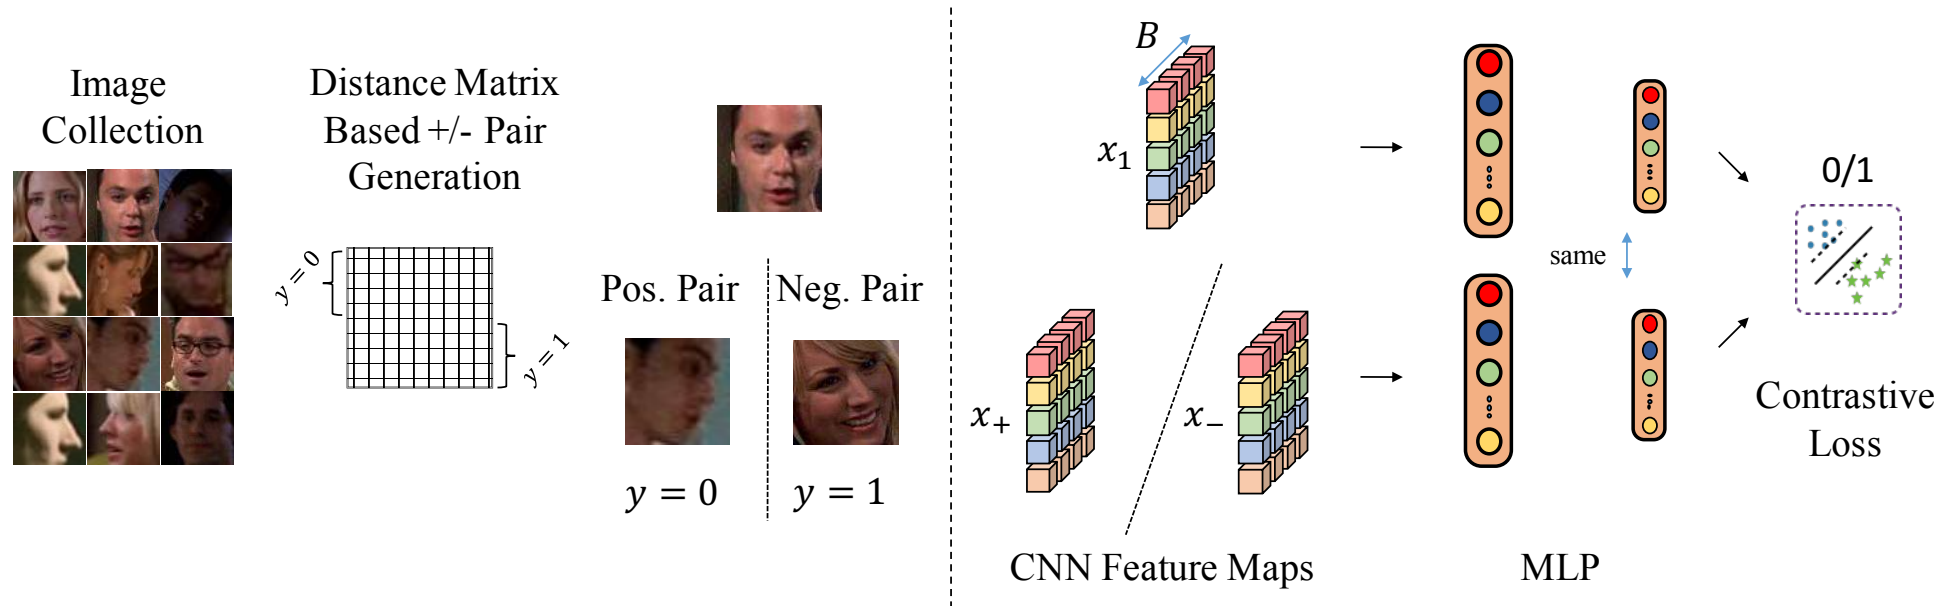 Image
Collection
Distance Matrix
Based +/- Pair
Generation
y = 0
y = 1
Pos. Pair
Neg. Pair
y = 0
y = 1
B
x₁
x₊
x₋
CNN Feature Maps
same
MLP
0/1
Contrastive
Loss